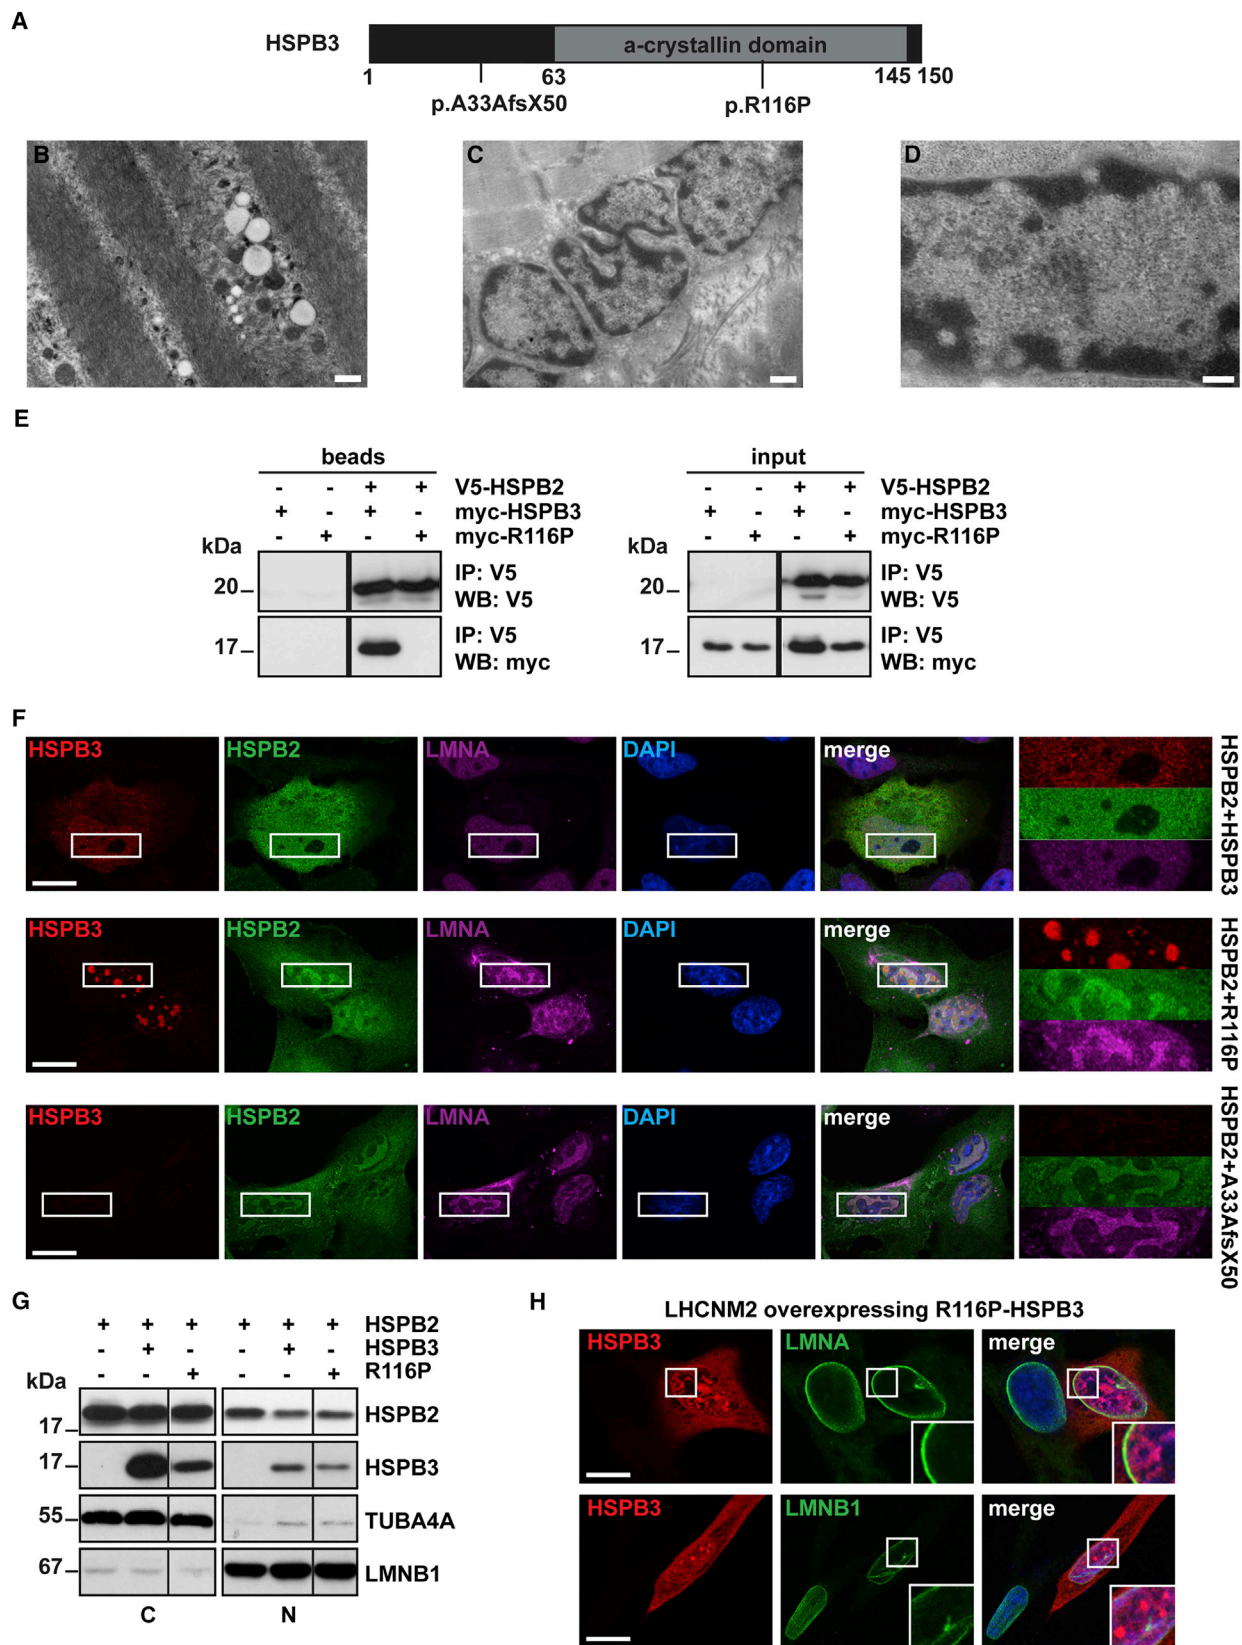 A
HSPB3
a-crystallin domain
1
63
145 150
p.A33AfsX50
p.R116P
B
C
D
E
beads
- - + + V5-HSPB2
+ - + - myc-HSPB3
- + - + myc-R116P
kDa
20
IP: V5
WB: V5
17
IP: V5
WB: myc
input
- - + + V5-HSPB2
+ - + - myc-HSPB3
- + - + myc-R116P
kDa
20
IP: V5
WB: V5
17
IP: V5
WB: myc
F
HSPB3 HSPB2 LMNA DAPI merge
HSPB2+HSPB3
HSPB3 HSPB2 LMNA DAPI merge
HSPB2+R116P
HSPB3 HSPB2 LMNA DAPI merge
HSPB2+A33AfsX50
G
+ + + + + + HSPB2
- + - - + - HSPB3
- - + - - + R116P
kDa
17
HSPB2
17
HSPB3
55
TUBA4A
67
LMNB1
C N
H
LHCNM2 overexpressing R116P-HSPB3
HSPB3 LMNA merge
HSPB3 LMNB1 merge